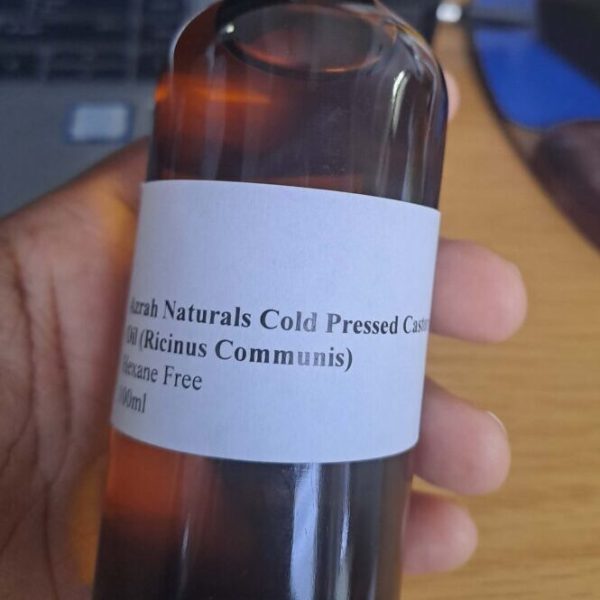 Azrah Naturals Cold Pressed Castor
Oil (Ricinus Communis)
Hexane Free
100ml